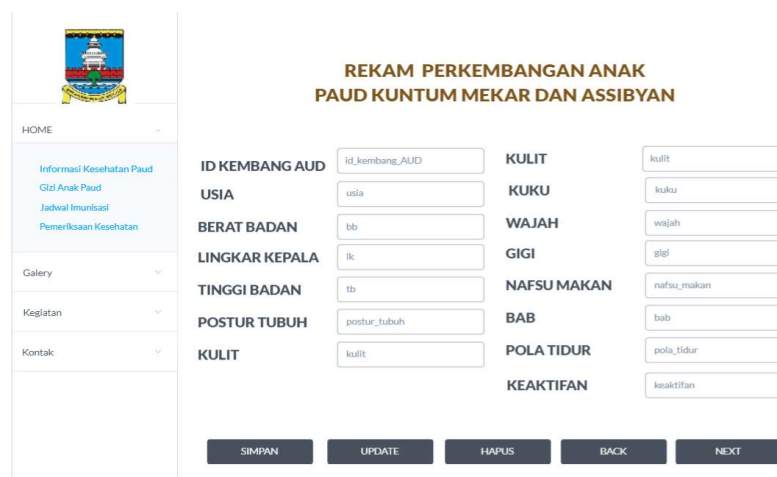 REKAM PERKEMBANGAN ANAK
PAUD KUNTUM MEKAR DAN ASSIBYAN
HOME
Informasi Kesehatan Paud
Gizi Anak Paud
Jadwal Imunisasi
Pemeriksaan Kesehatan
Galery
Kegiatan
Kontak
ID KEMBANG AUD id_kembang_AUD
USIA usia
BERAT BADAN bb
LINGKAR KEPALA lk
TINGGI BADAN tb
POSTUR TUBUH postur_tubuh
KULIT kulit
KULIT kulit
KUKU kuku
WAJAH wajah
GIGI gigi
NAFSU MAKAN nafsu_makan
BAB bab
POLA TIDUR pola_tidur
KEAKTIFAN keaktifan
SIMPAN UPDATE HAPUS BACK NEXT